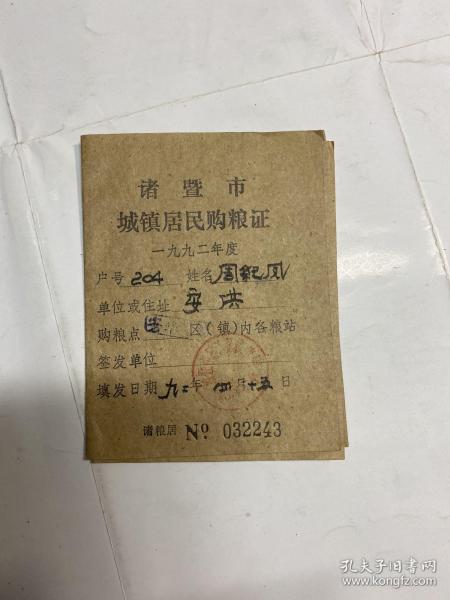 诸暨市
城镇居民购粮证
一九九二年度
户号 204 姓名 周纪凤
单位或住址 安洪
购粮点 区(镇)内各粮站
签发单位
填发日期 九二年 四月十五日
诸粮居 № 032243
孔夫子旧书网
www.kongfz.com